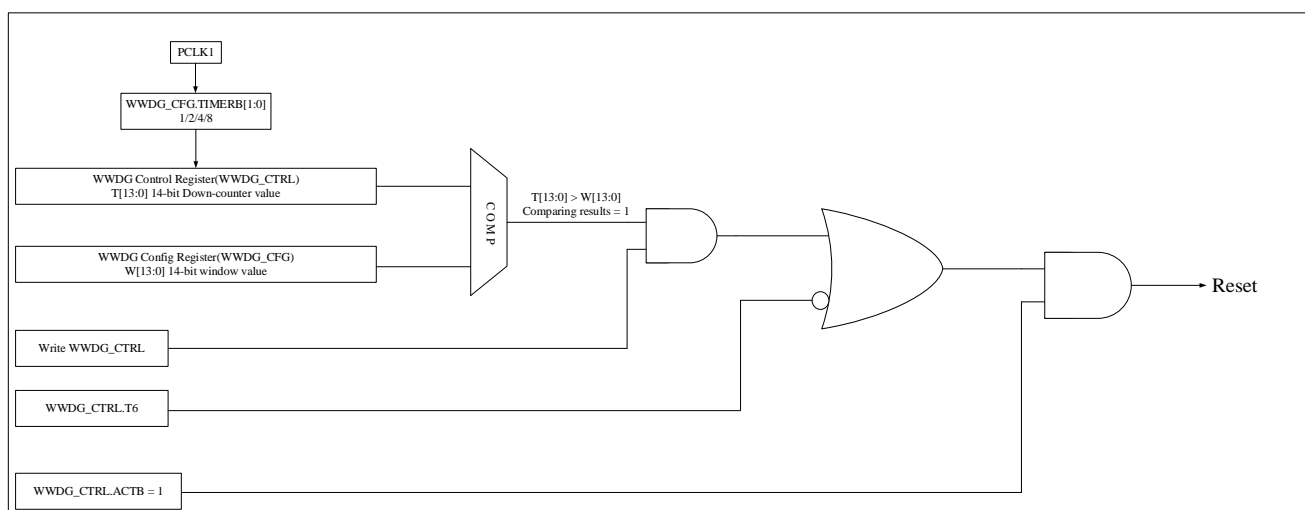 PCLK1
WWDG_CFG.TIMERB[1:0]
1/2/4/8
WWDG Control Register(WWDG_CTRL)
T[13:0] 14-bit Down-counter value
COMP
T[13:0] > W[13:0]
Comparing results = 1
WWDG Config Register(WWDG_CFG)
W[13:0] 14-bit window value
Reset
Write WWDG_CTRL
WWDG_CTRL.T6
WWDG_CTRL.ACTB = 1